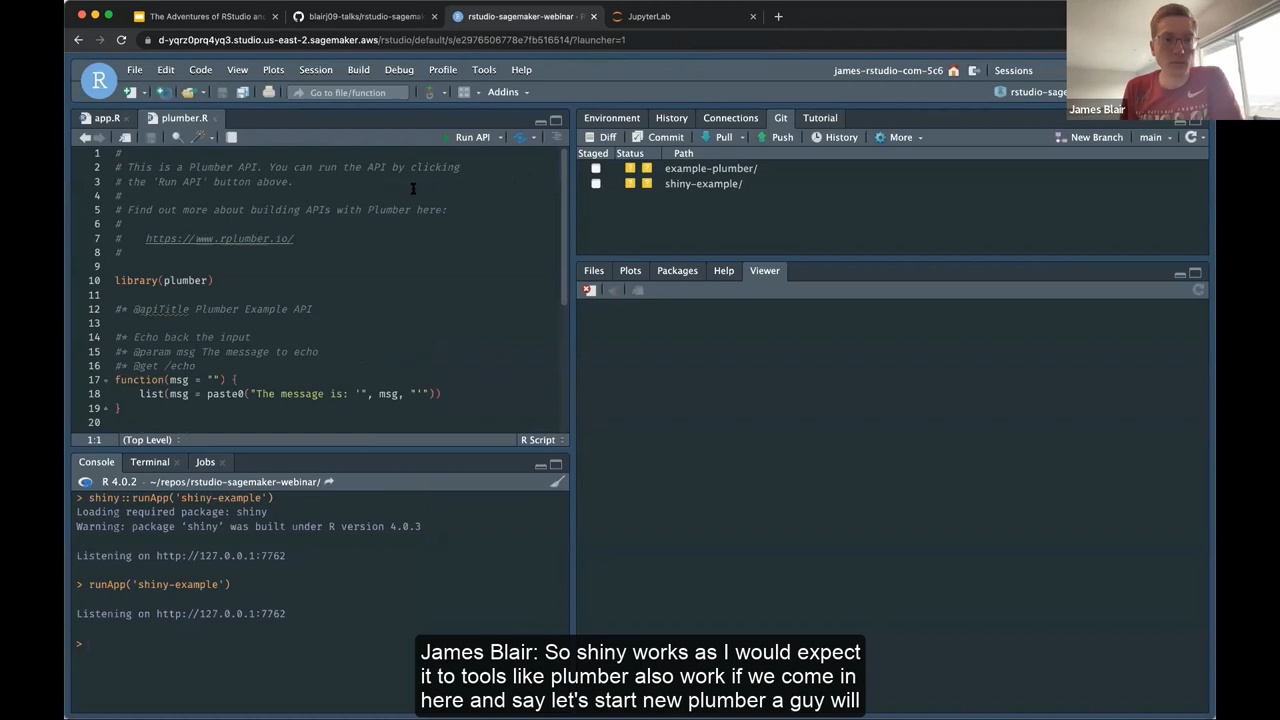 The Adventures of RStudio an
blairj09-talks/rstudio-sagema
rstudio-sagemaker-webinar - R
JupyterLab
d-yqrz0prq4yq3.studio.us-east-2.sagemaker.aws/rstudio/default/s/e2976506778e7fb516514/?launcher=1
File Edit Code View Plots Session Build Debug Profile Tools Help
james-rstudio-com-5c6
Sessions
Go to file/function
Addins
rstudio-sag
James Blair
app.R
plumber.R
Run API
1 #
2 # This is a Plumber API. You can run the API by clicking
3 # the 'Run API' button above.
4 #
5 # Find out more about building APIs with Plumber here:
6 #
7 # https://www.rplumber.io/
8 #
9
10 library(plumber)
11
12 #* @apiTitle Plumber Example API
13
14 #* Echo back the input
15 #* @param msg The message to echo
16 #* @get /echo
17 function(msg = "") {
18 list(msg = paste0("The message is: '", msg, "'"))
19 }
20
1:1 (Top Level) R Script
Environment History Connections Git Tutorial
Diff Commit Pull Push History More New Branch main
Staged Status Path
example-plumber/
shiny-example/
Files Plots Packages Help Viewer
Console Terminal Jobs
R 4.0.2 · ~/repos/rstudio-sagemaker-webinar/
> shiny::runApp('shiny-example')
Loading required package: shiny
Warning: package ‘shiny’ was built under R version 4.0.3
Listening on http://127.0.0.1:7762
> runApp('shiny-example')
Listening on http://127.0.0.1:7762
>
James Blair: So shiny works as I would expect
it to tools like plumber also work if we come in
here and say let's start new plumber a guy will